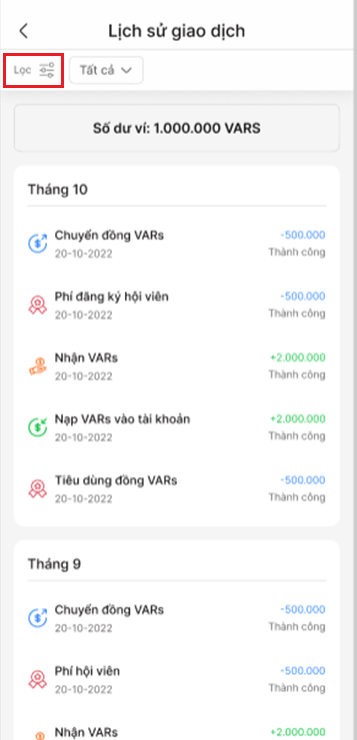 Lịch sử giao dịch
Lọc Tất cả
Số dư ví: 1.000.000 VARS
Tháng 10
Chuyển đồng VARs -500.000
20-10-2022 Thành công
Phí đăng ký hội viên -500.000
20-10-2022 Thành công
Nhận VARs +2.000.000
20-10-2022 Thành công
Nạp VARs vào tài khoản +2.000.000
20-10-2022 Thành công
Tiêu dùng đồng VARs -500.000
20-10-2022 Thành công
Tháng 9
Chuyển đồng VARs -500.000
20-10-2022 Thành công
Phí hội viên -500.000
20-10-2022 Thành công
Nhận VARs +2.000.000